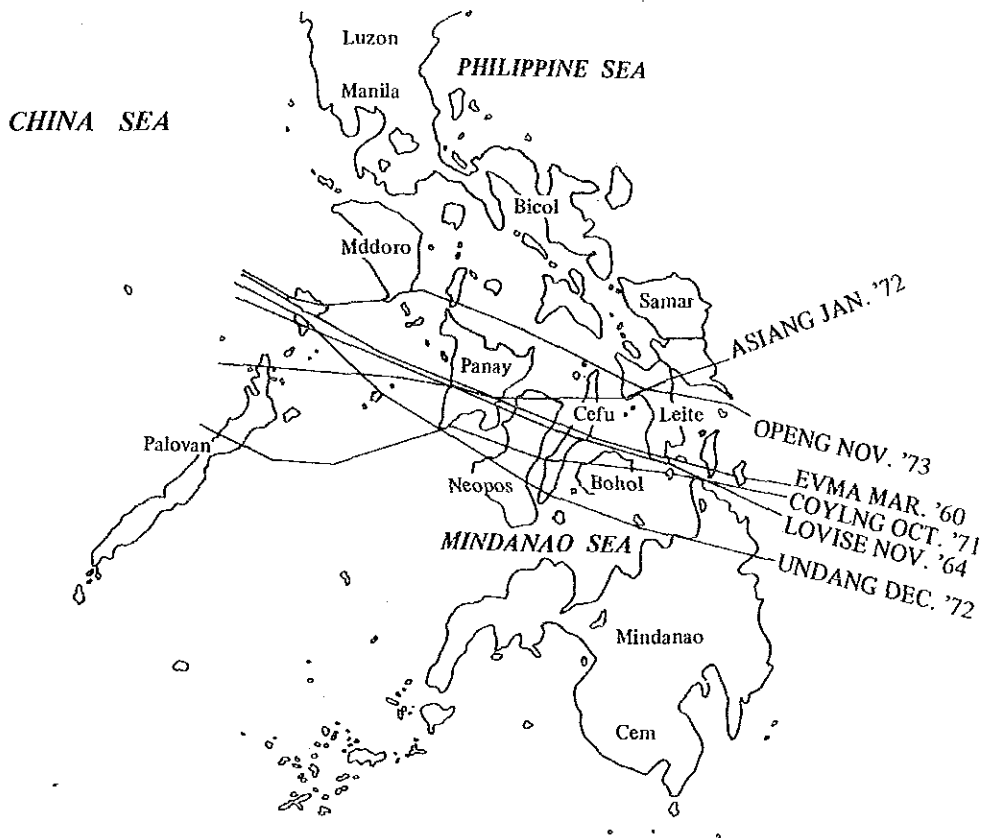 Luzon
PHILIPPINE SEA
Manila
CHINA SEA
Bicol
Mddoro
Samar
ASIANG JAN. '72
Panay
Cefu
Leite
OPENG NOV. '73
Palovan
Neopos
Bohol
EVMA MAR. '60
COYLNG OCT. '71
LOVISE NOV. '64
MINDANAO SEA
UNDANG DEC. '72
Mindanao
Cem